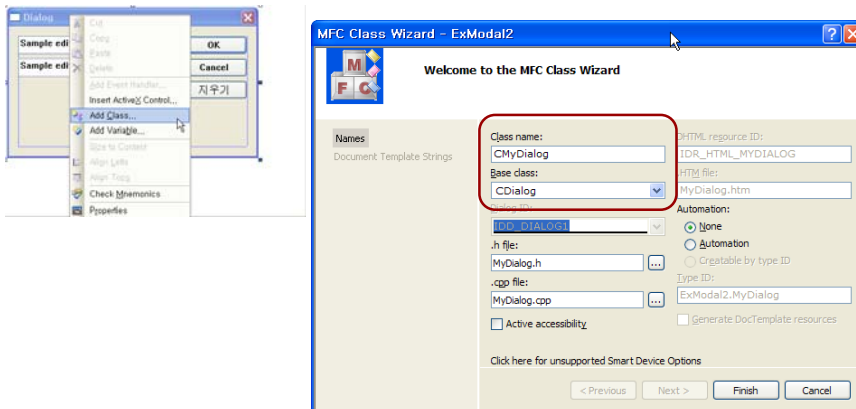 Dialog
Sample edi
Sample edi
OK
Cancel
지우기
Cut
Copy
Paste
Delete
Add Event Handler...
Insert ActiveX Control...
Add Class...
Add Variable...
Size to Content
Align Lefts
Align Tops
Check Mnemonics
Properties
MFC Class Wizard - ExModal2
M
F C
Welcome to the MFC Class Wizard
Names
Document Template Strings
Class name:
CMyDialog
Base class:
CDialog
Dialog ID:
IDD_DIALOG1
.h file:
MyDialog.h
...
.cpp file:
MyDialog.cpp
...
Active accessibility
DHTML resource ID:
IDR_HTML_MYDIALOG
.HTM file:
MyDialog.htm
Automation:
None
Automation
Creatable by type ID
Type ID:
ExModal2.MyDialog
Generate DocTemplate resources
Click here for unsupported Smart Device Options
< Previous
Next >
Finish
Cancel